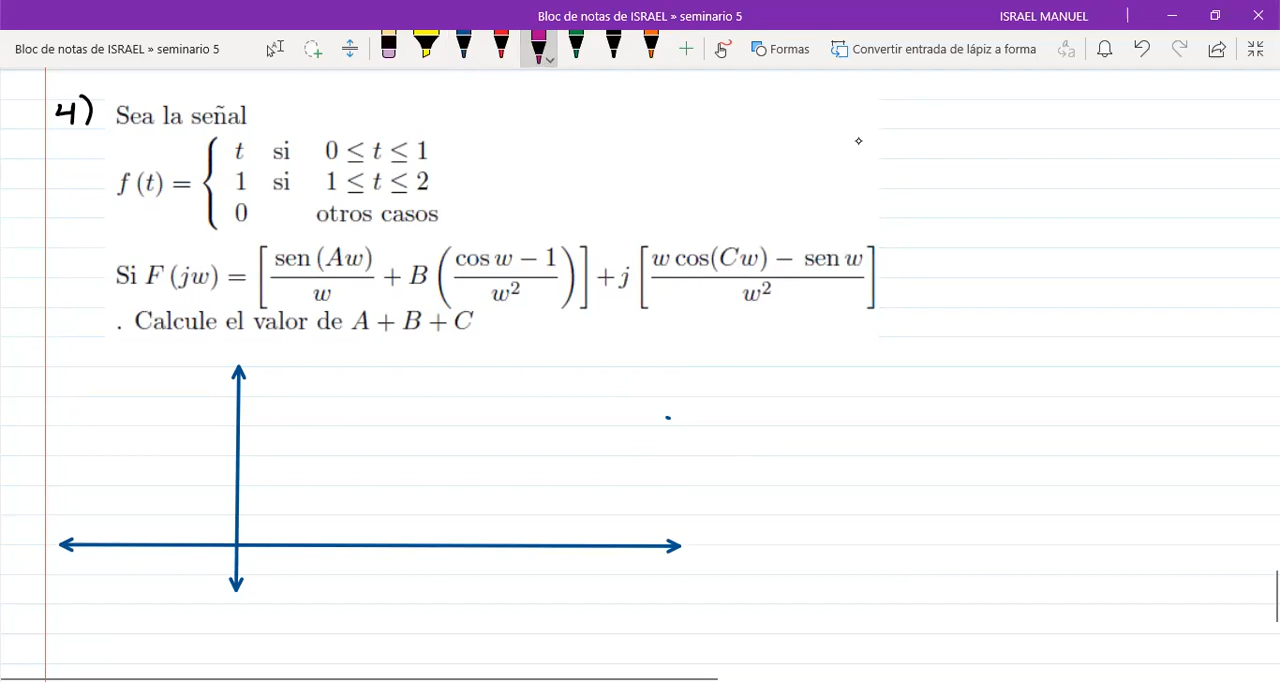 Bloc de notas de ISRAEL » seminario 5
ISRAEL MANUEL
Bloc de notas de ISRAEL » seminario 5
Formas
Convertir entrada de lápiz a forma
4) Sea la señal
f (t) = { t si 0 ≤ t ≤ 1
1 si 1 ≤ t ≤ 2
0 otros casos
Si F (jw) = [ sen (Aw) / w + B ( cos w − 1 / w² ) ] + j [ w cos(Cw) − sen w / w² ]
. Calcule el valor de A + B + C